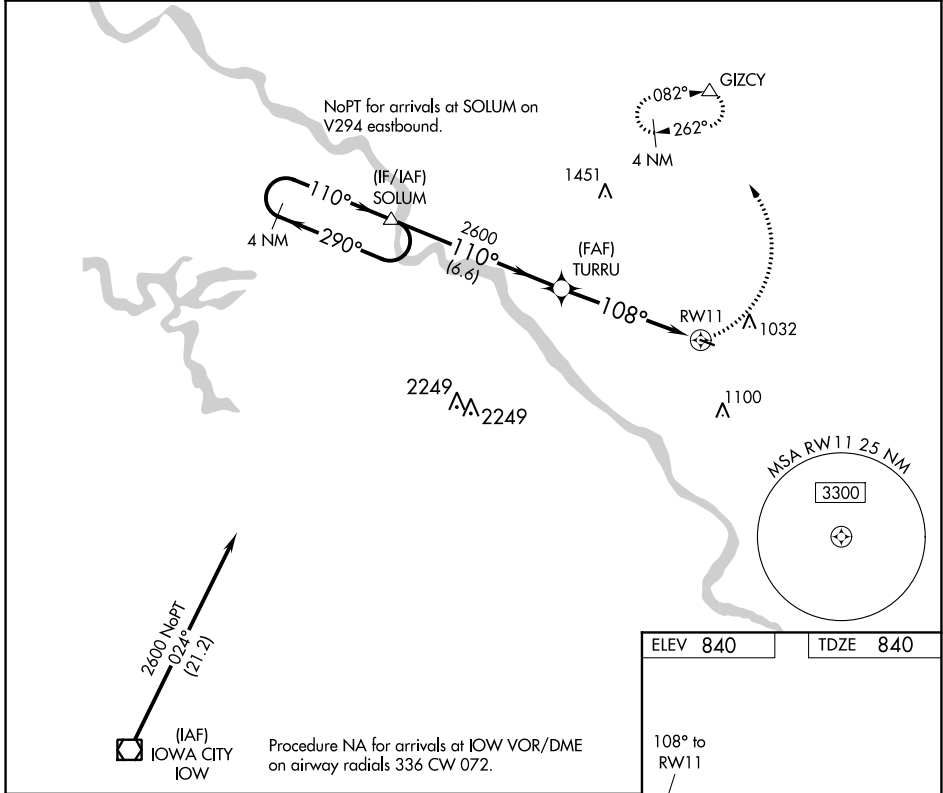 GIZCY
082°
262°
4 NM
NoPT for arrivals at SOLUM on
V294 eastbound.
1451
(IF/IAF)
SOLUM
110°
290°
4 NM
2600
110°
(6.6)
(FAF)
TURRU
108°
RW11
1032
2249
2249
1100
MSA RW11 25 NM
3300
2600 NoPT
024°
(21.2)
(IAF)
IOWA CITY
IOW
Procedure NA for arrivals at IOW VOR/DME
on airway radials 336 CW 072.
ELEV 840
TDZE 840
108° to
RW11